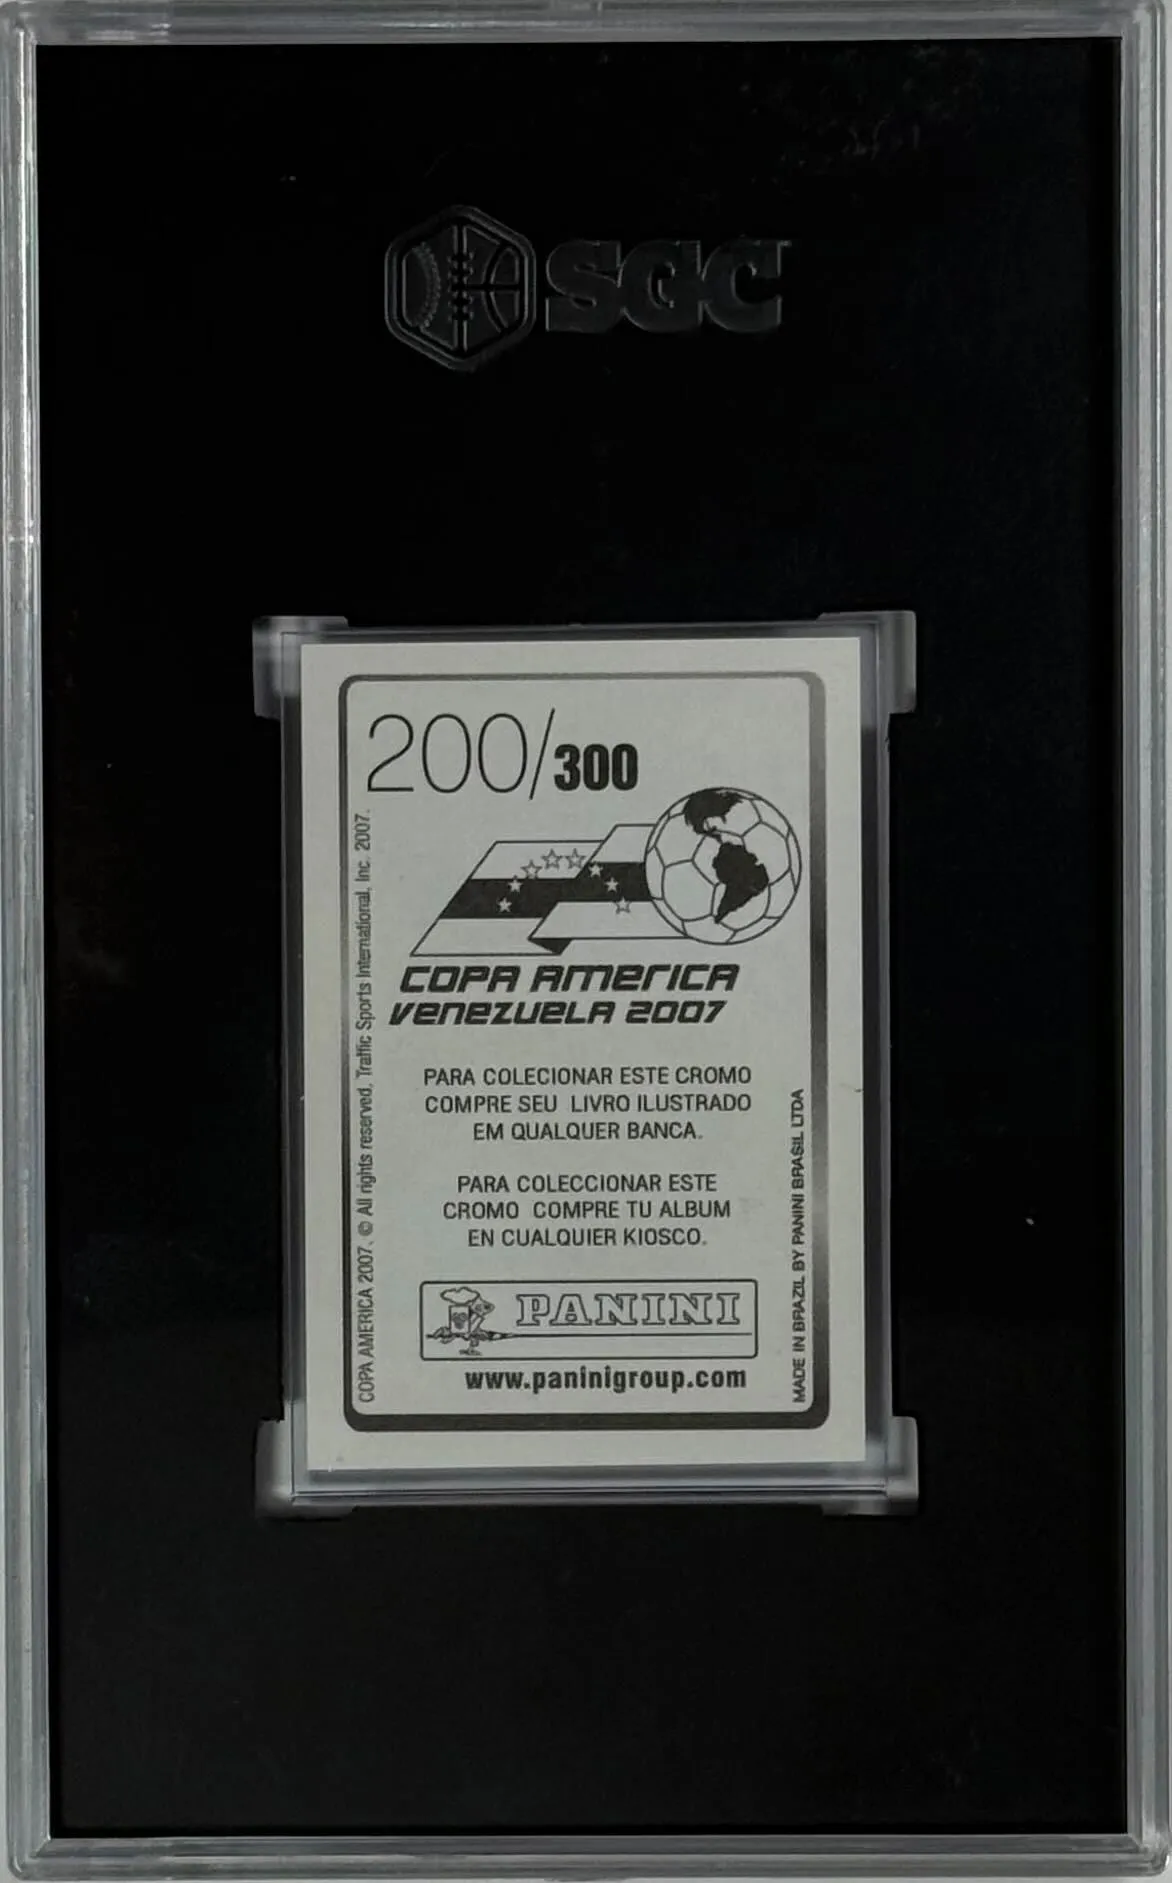 SGC
200/300
COPA AMERICA
VENEZUELA 2007
PARA COLECIONAR ESTE CROMO
COMPRE SEU LIVRO ILUSTRADO
EM QUALQUER BANCA.
PARA COLECCIONAR ESTE
CROMO COMPRE TU ALBUM
EN CUALQUIER KIOSCO.
PANINI
www.paninigroup.com
COPA AMERICA 2007. © All rights reserved. Traffic Sports International, Inc. 2007.
MADE IN BRAZIL BY PANINI BRASIL LTDA